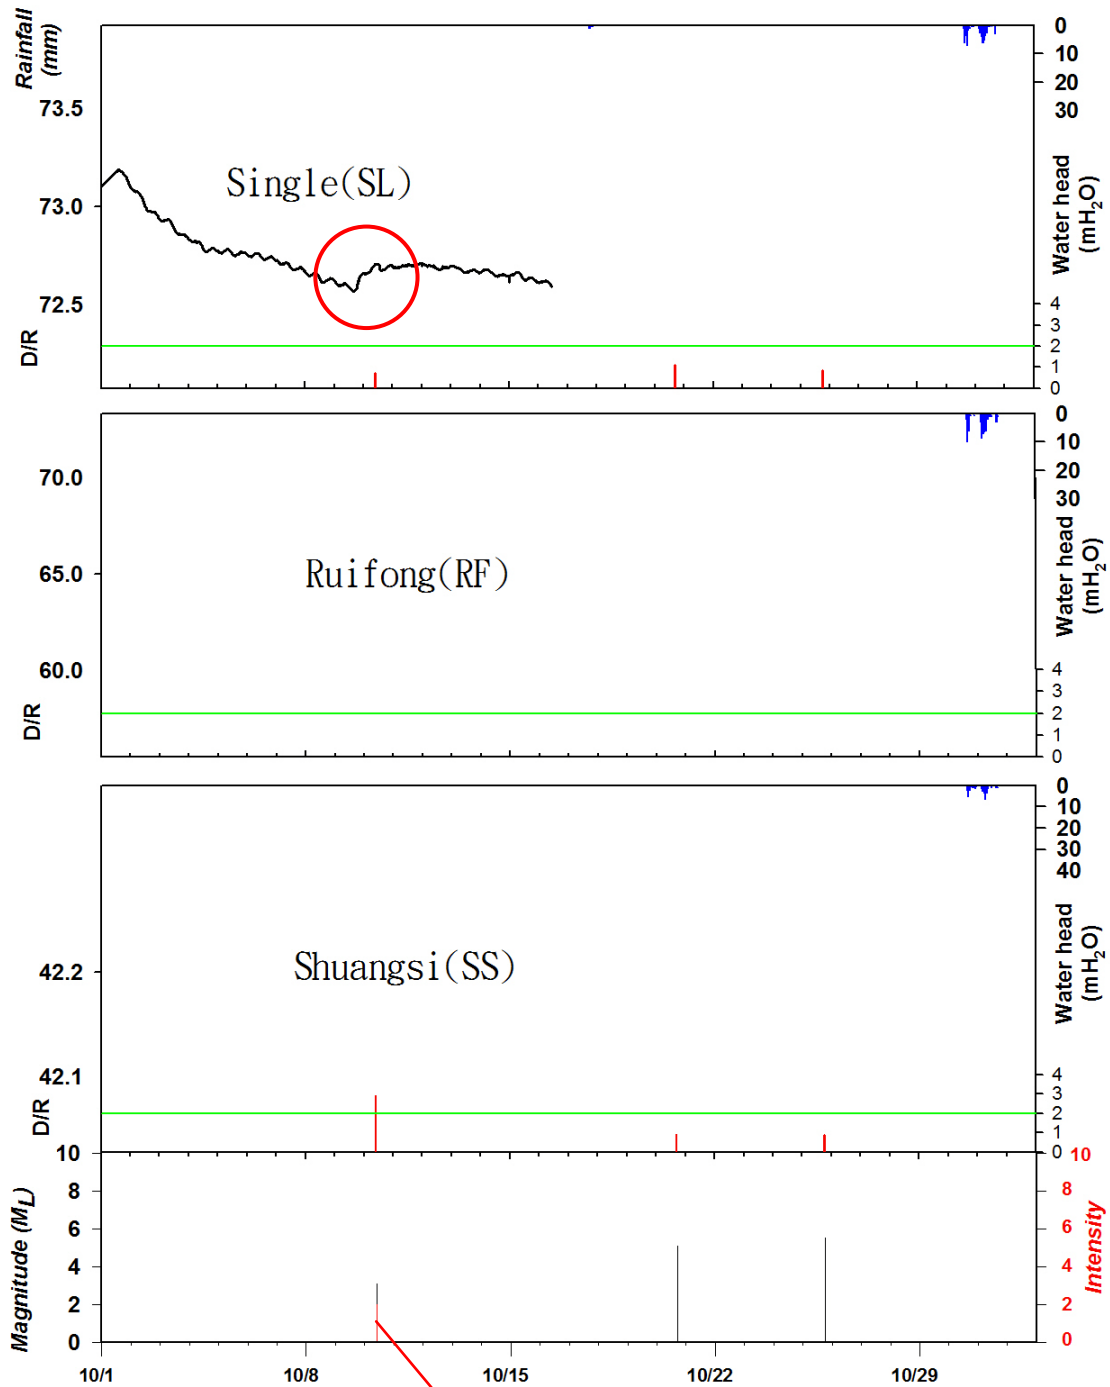 Rainfall
(mm)
0
10
20
30
73.5
73.0
72.5
Single(SL)
Water head
(mH2O)
D/R
4
3
2
1
0
0
10
20
30
70.0
65.0
60.0
Ruifong(RF)
Water head
(mH2O)
D/R
4
3
2
1
0
0
10
20
30
40
42.2
42.1
Shuangsi(SS)
Water head
(mH2O)
D/R
4
3
2
1
0
10
8
6
4
2
0
Magnitude (ML)
10
8
6
4
2
0
Intensity
10/1 10/8 10/15 10/22 10/29